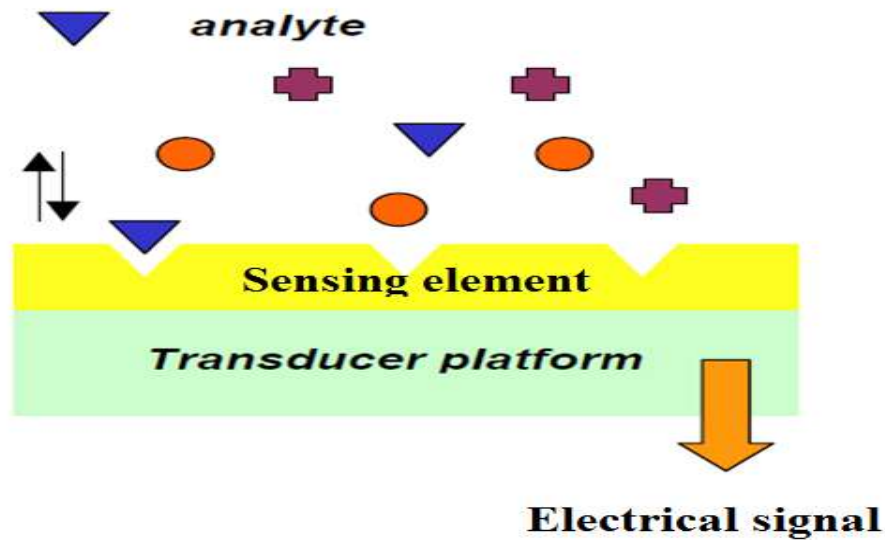 analyte
Sensing element
Transducer platform
Electrical signal